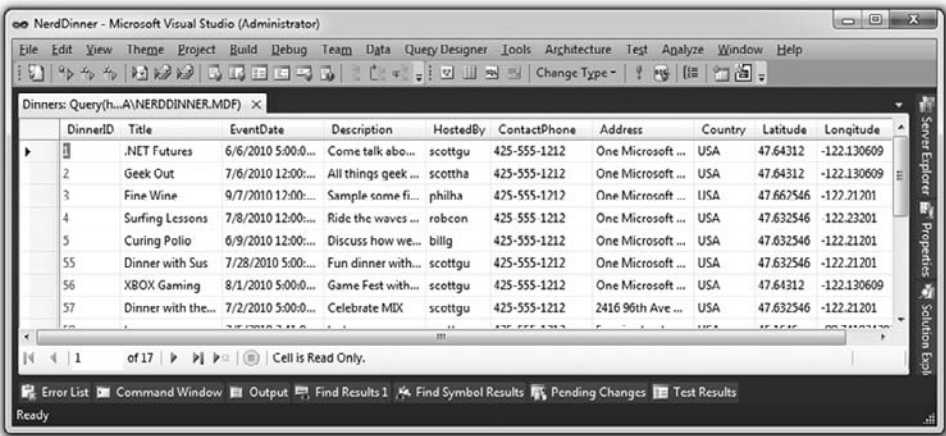 NerdDinner - Microsoft Visual Studio (Administrator)
File Edit View Theme Project Build Debug Team Data Query Designer Tools Architecture Test Analyze Window Help
Change Type
Dinners: Query(h...A\NERDDINNER.MDF)
DinnerID Title EventDate Description HostedBy ContactPhone Address Country Latitude Longitude
1 .NET Futures 6/6/2010 5:00:0... Come talk abo... scottgu 425-555-1212 One Microsoft ... USA 47.64312 -122.130609
2 Geek Out 7/6/2010 12:00:... All things geek ... scottha 425-555-1212 One Microsoft ... USA 47.64312 -122.130609
3 Fine Wine 9/7/2010 12:00:... Sample some fi... philha 425-555-1212 One Microsoft ... USA 47.662546 -122.21201
4 Surfing Lessons 7/8/2010 12:00:... Ride the waves ... robcon 425 555 1212 One Microsoft ... USA 47.632546 -122.23201
5 Curing Polio 6/9/2010 12:00:... Discuss how we... billg 425-555-1212 One Microsoft ... USA 47.632546 -122.21201
55 Dinner with Sus 7/28/2010 5:00:... Fun dinner with... scottgu 425-555-1212 One Microsoft ... USA 47.632546 -122.21201
56 XBOX Gaming 8/1/2010 5:00:0... Game Fest with... scottgu 425-555-1212 One Microsoft ... USA 47.64312 -122.130609
57 Dinner with the... 7/2/2010 5:00:0... Celebrate MIX scottgu 425-555-1212 2416 96th Ave ... USA 47.632546 -122.21201
1 of 17 Cell is Read Only.
Error List Command Window Output Find Results 1 Find Symbol Results Pending Changes Test Results
Ready
Server Explorer
Properties
Solution Expl